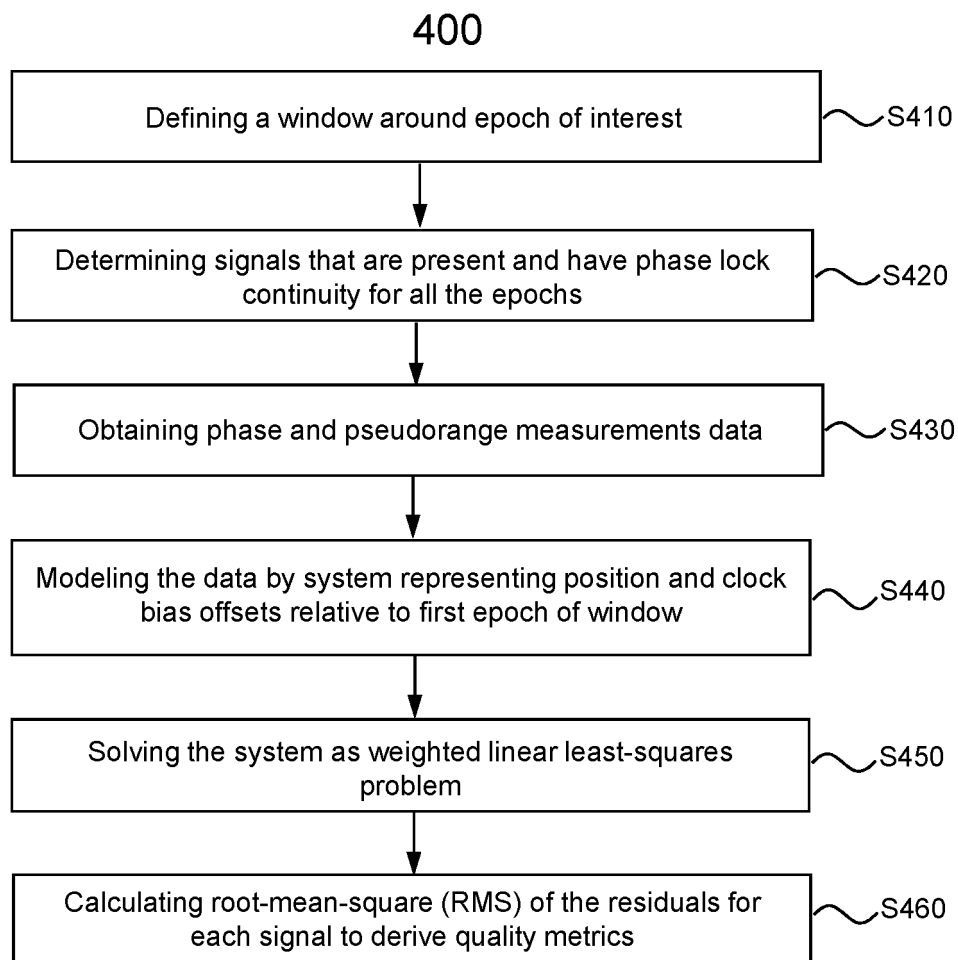 400
Defining a window around epoch of interest
S410
Determining signals that are present and have phase lock
continuity for all the epochs
S420
Obtaining phase and pseudorange measurements data
S430
Modeling the data by system representing position and clock
bias offsets relative to first epoch of window
S440
Solving the system as weighted linear least-squares
problem
S450
Calculating root-mean-square (RMS) of the residuals for
each signal to derive quality metrics
S460